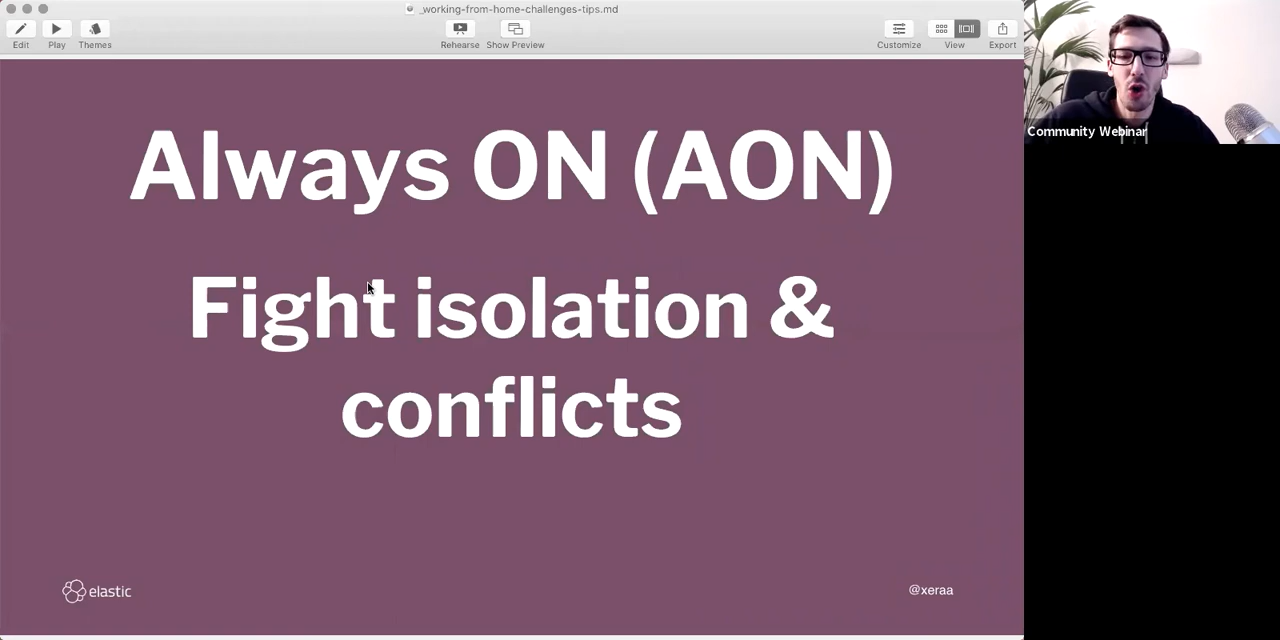 _working-from-home-challenges-tips.md
Edit
Play
Themes
Rehearse
Show Preview
Customize
View
Export
Community Webinar
Always ON (AON)
Fight isolation &
conflicts
elastic
@xeraa